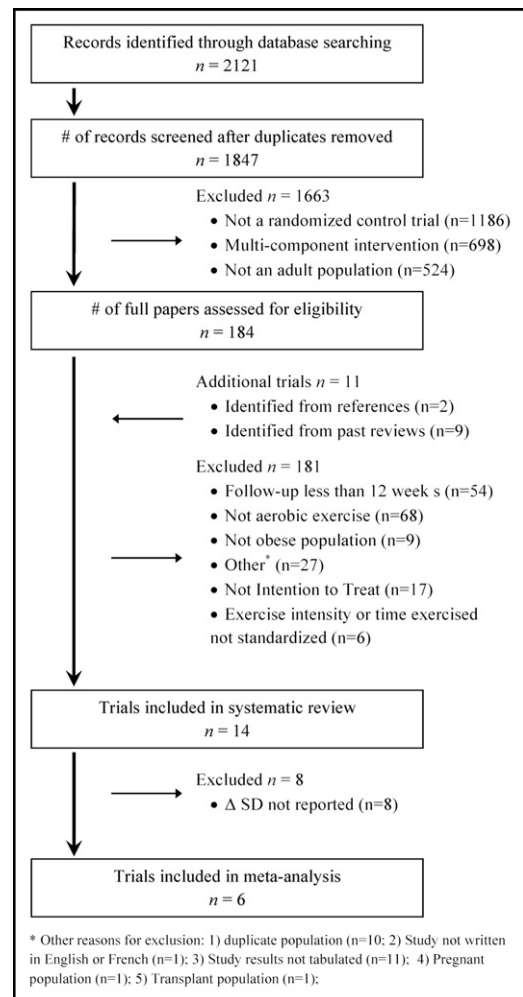 Records identified through database searching
n = 2121
# of records screened after duplicates removed
n = 1847
Excluded n = 1663
• Not a randomized control trial (n=1186)
• Multi-component intervention (n=698)
• Not an adult population (n=524)
# of full papers assessed for eligibility
n = 184
Additional trials n = 11
• Identified from references (n=2)
• Identified from past reviews (n=9)
Excluded n = 181
• Follow-up less than 12 week s (n=54)
• Not aerobic exercise (n=68)
• Not obese population (n=9)
• Other* (n=27)
• Not Intention to Treat (n=17)
• Exercise intensity or time exercised
not standardized (n=6)
Trials included in systematic review
n = 14
Excluded n = 8
• Δ SD not reported (n=8)
Trials included in meta-analysis
n = 6
* Other reasons for exclusion: 1) duplicate population (n=10; 2) Study not written
in English or French (n=1); 3) Study results not tabulated (n=11); 4) Pregnant
population (n=1); 5) Transplant population (n=1);